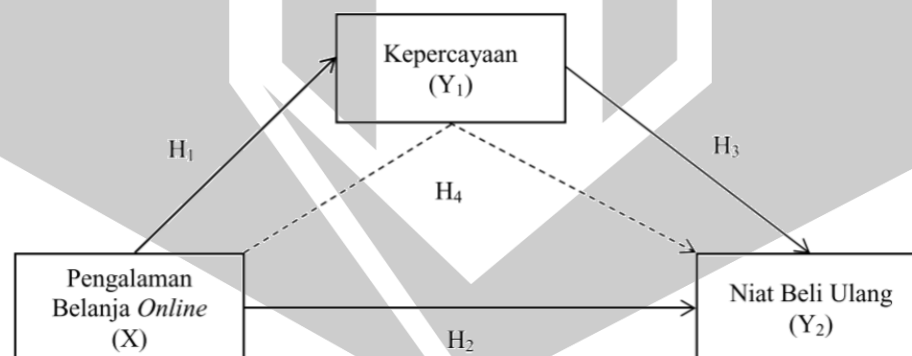 Kepercayaan
(Y₁)
H₁
H₃
H₄
Pengalaman
Belanja Online
(X)
Niat Beli Ulang
(Y₂)
H₂